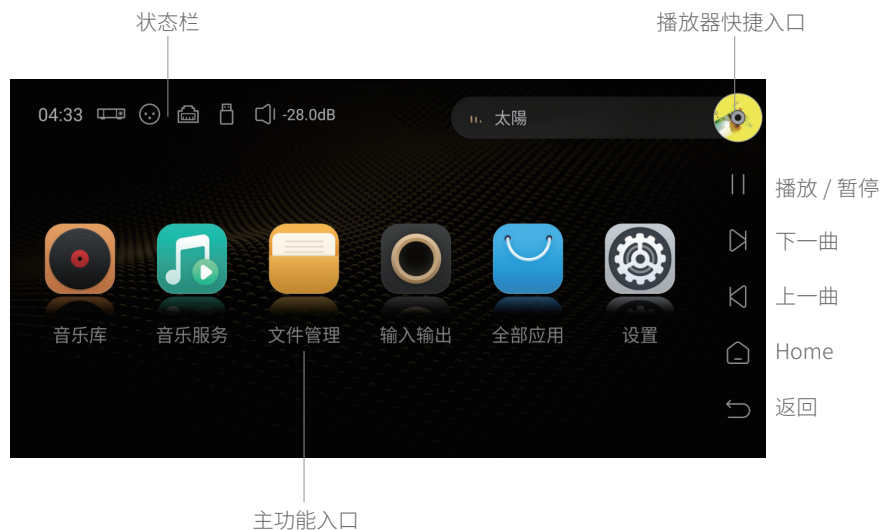 状态栏
播放器快捷入口
04:33 -28.0dB
太陽
播放 / 暂停
下一曲
上一曲
音乐库 音乐服务 文件管理 输入输出 全部应用 设置
Home
返回
主功能入口